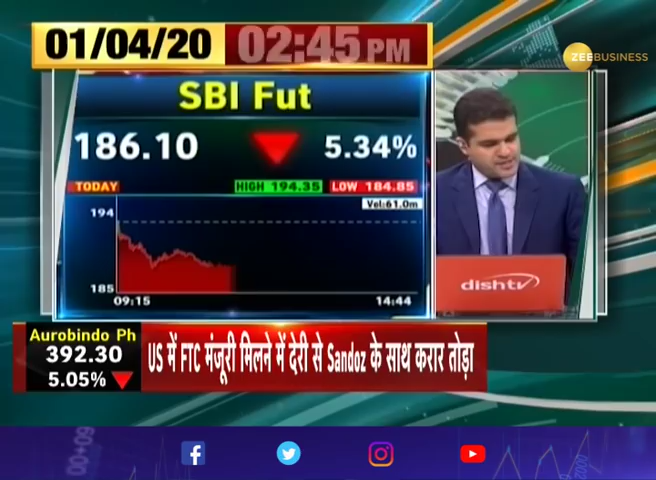 01/04/20 02:45 PM
ZEEBUSINESS
SBI Fut
186.10 5.34%
TODAY HIGH 194.35 LOW 184.85
Vol:61.0m
194
185
09:15 14:44
dishtv
Aurobindo Ph
392.30
5.05%
US में FTC मंजूरी मिलने में देरी से Sandoz के साथ करार तोड़ा